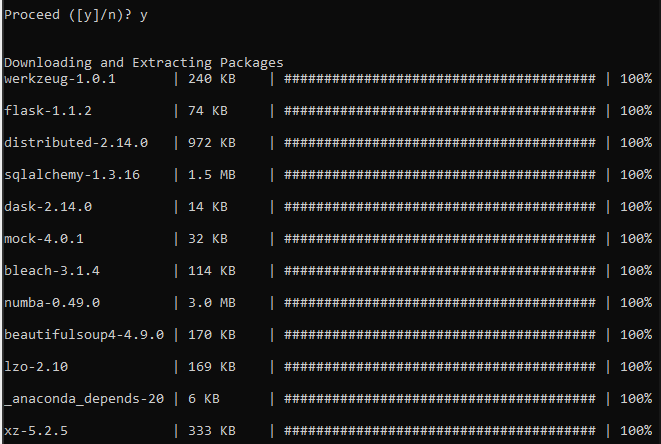 Proceed ([y]/n)? y
Downloading and Extracting Packages
werkzeug-1.0.1       | 240 KB    | ####################################### | 100%
flask-1.1.2          | 74 KB     | ####################################### | 100%
distributed-2.14.0   | 972 KB    | ####################################### | 100%
sqlalchemy-1.3.16    | 1.5 MB    | ####################################### | 100%
dask-2.14.0          | 14 KB     | ####################################### | 100%
mock-4.0.1           | 32 KB     | ####################################### | 100%
bleach-3.1.4         | 114 KB    | ####################################### | 100%
numba-0.49.0         | 3.0 MB    | ####################################### | 100%
beautifulsoup4-4.9.0 | 170 KB    | ####################################### | 100%
lzo-2.10             | 169 KB    | ####################################### | 100%
_anaconda_depends-20 | 6 KB      | ####################################### | 100%
xz-5.2.5             | 333 KB    | ####################################### | 100%